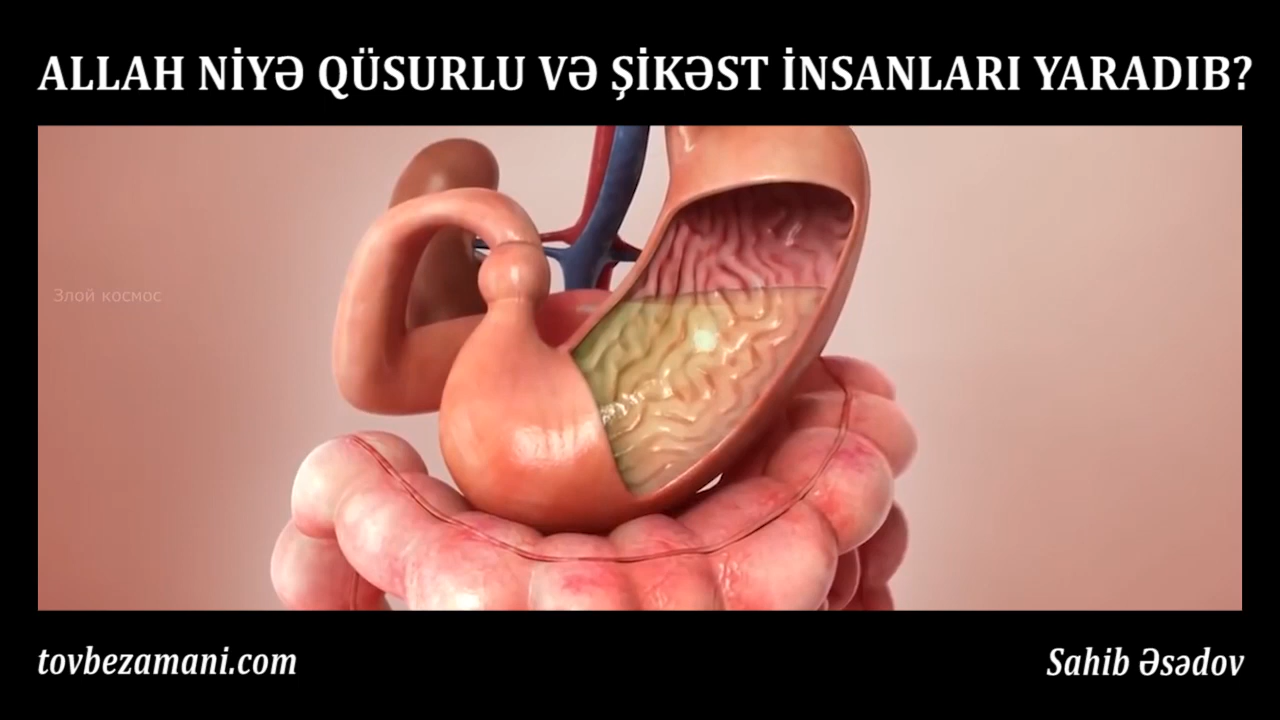 ALLAH NİYƏ QÜSURLU VƏ ŞİKƏST İNSANLARI YARADIB?
Злой космос
tovbezamani.com
Sahib Əsədov